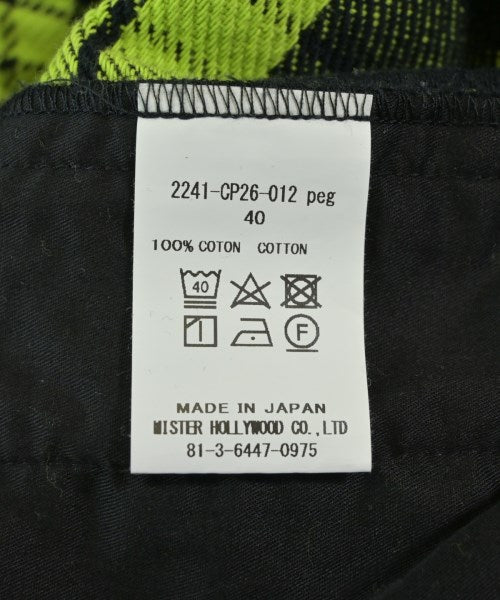 2241-CP26-012 peg
40
100% COTON COTTON
40
F
MADE IN JAPAN
MISTER HOLLYWOOD CO.,LTD
81-3-6447-0975